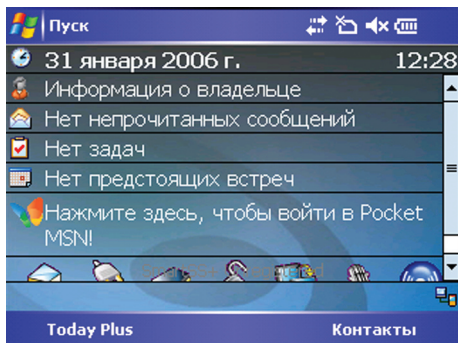 Пуск
31 января 2006 г. 12:28
Информация о владельце
Нет непрочитанных сообщений
Нет задач
Нет предстоящих встреч
Нажмите здесь, чтобы войти в Pocket
MSN!
Today Plus Контакты